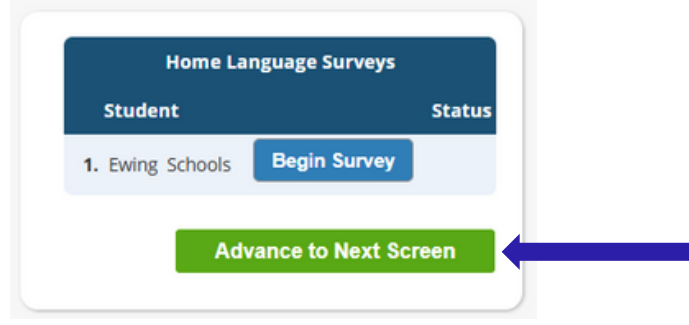 Home Language Surveys
Student Status
1. Ewing Schools Begin Survey
Advance to Next Screen